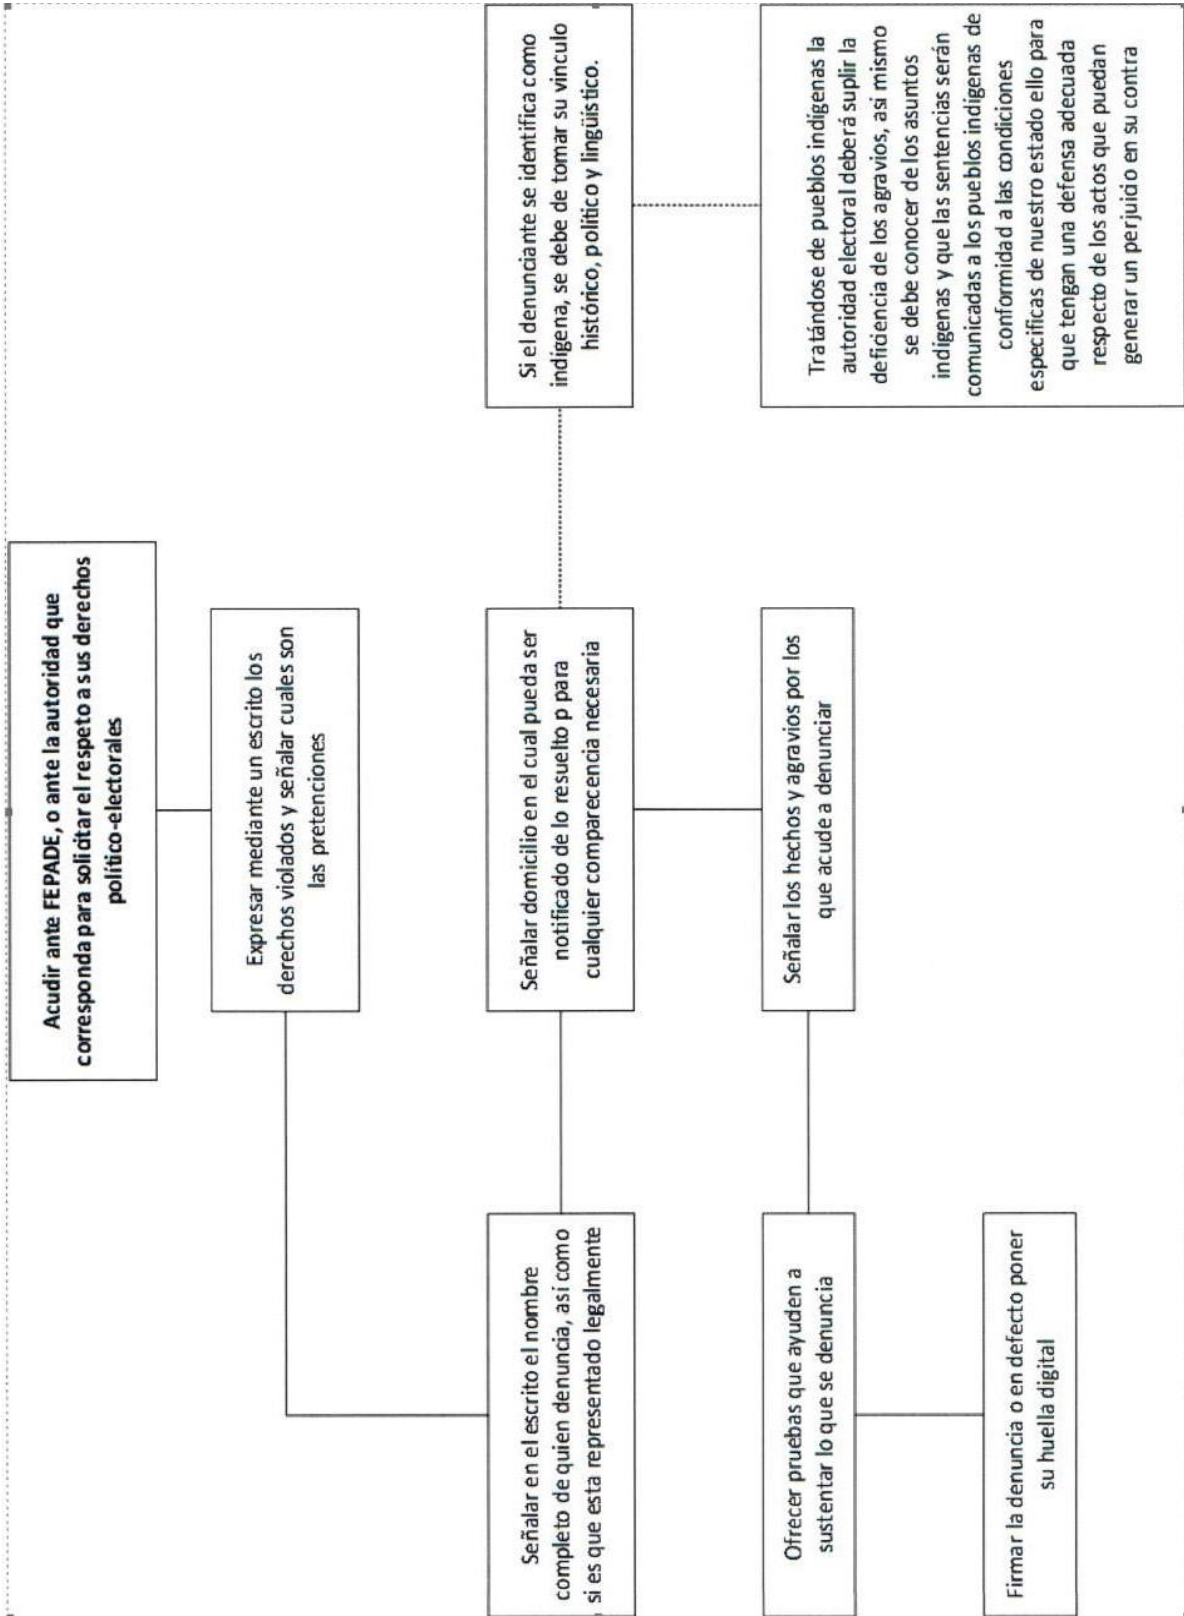 Acudir ante FEPADE, o ante la autoridad que
corresponda para solicitar el respeto a sus derechos
político-electorales
Expresar mediante un escrito los
derechos violados y señalar cuales son
las pretenciones
Señalar en el escrito el nombre
completo de quien denuncia, así como
si es que esta representado legalmente
Señalar domicilio en el cual pueda ser
notificado de lo resuelto p para
cualquier comparecencia necesaria
Si el denunciante se identifica como
indígena, se debe de tomar su vinculo
histórico, político y lingüístico.
Ofrecer pruebas que ayuden a
sustentar lo que se denuncia
Señalar los hechos y agravios por los
que acude a denunciar
Tratándose de pueblos indígenas la
autoridad electoral deberá suplir la
deficiencia de los agravios, así mismo
se debe conocer de los asuntos
indígenas y que las sentencias serán
comunicadas a los pueblos indígenas de
conformidad a las condiciones
especificas de nuestro estado ello para
que tengan una defensa adecuada
respecto de los actos que puedan
generar un perjuicio en su contra
Firmar la denuncia o en defecto poner
su huella digital